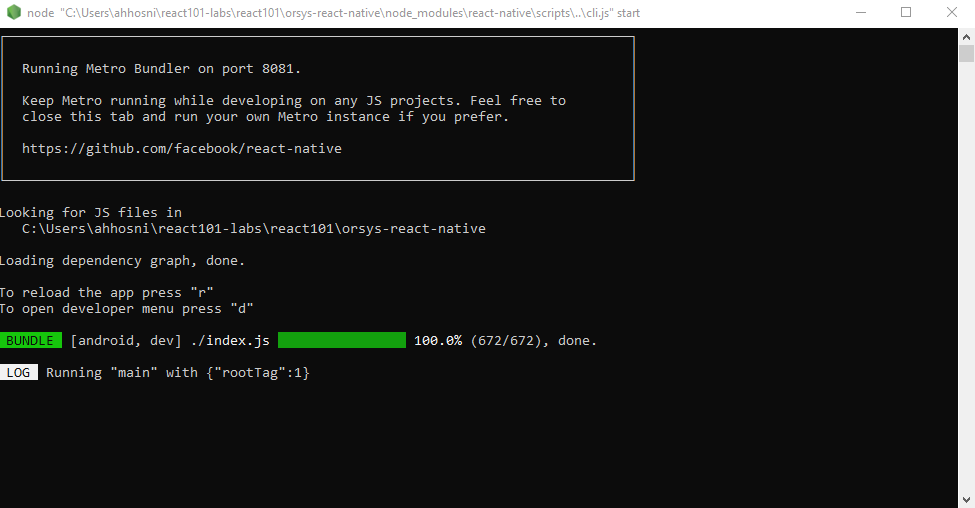 node "C:\Users\ahhosni\react101-labs\react101\orsys-react-native\node_modules\react-native\scripts\..\cli.js" start
Running Metro Bundler on port 8081.
Keep Metro running while developing on any JS projects. Feel free to
close this tab and run your own Metro instance if you prefer.
https://github.com/facebook/react-native
Looking for JS files in
C:\Users\ahhosni\react101-labs\react101\orsys-react-native
Loading dependency graph, done.
To reload the app press "r"
To open developer menu press "d"
BUNDLE [android, dev] ./index.js 100.0% (672/672), done.
LOG Running "main" with {"rootTag":1}